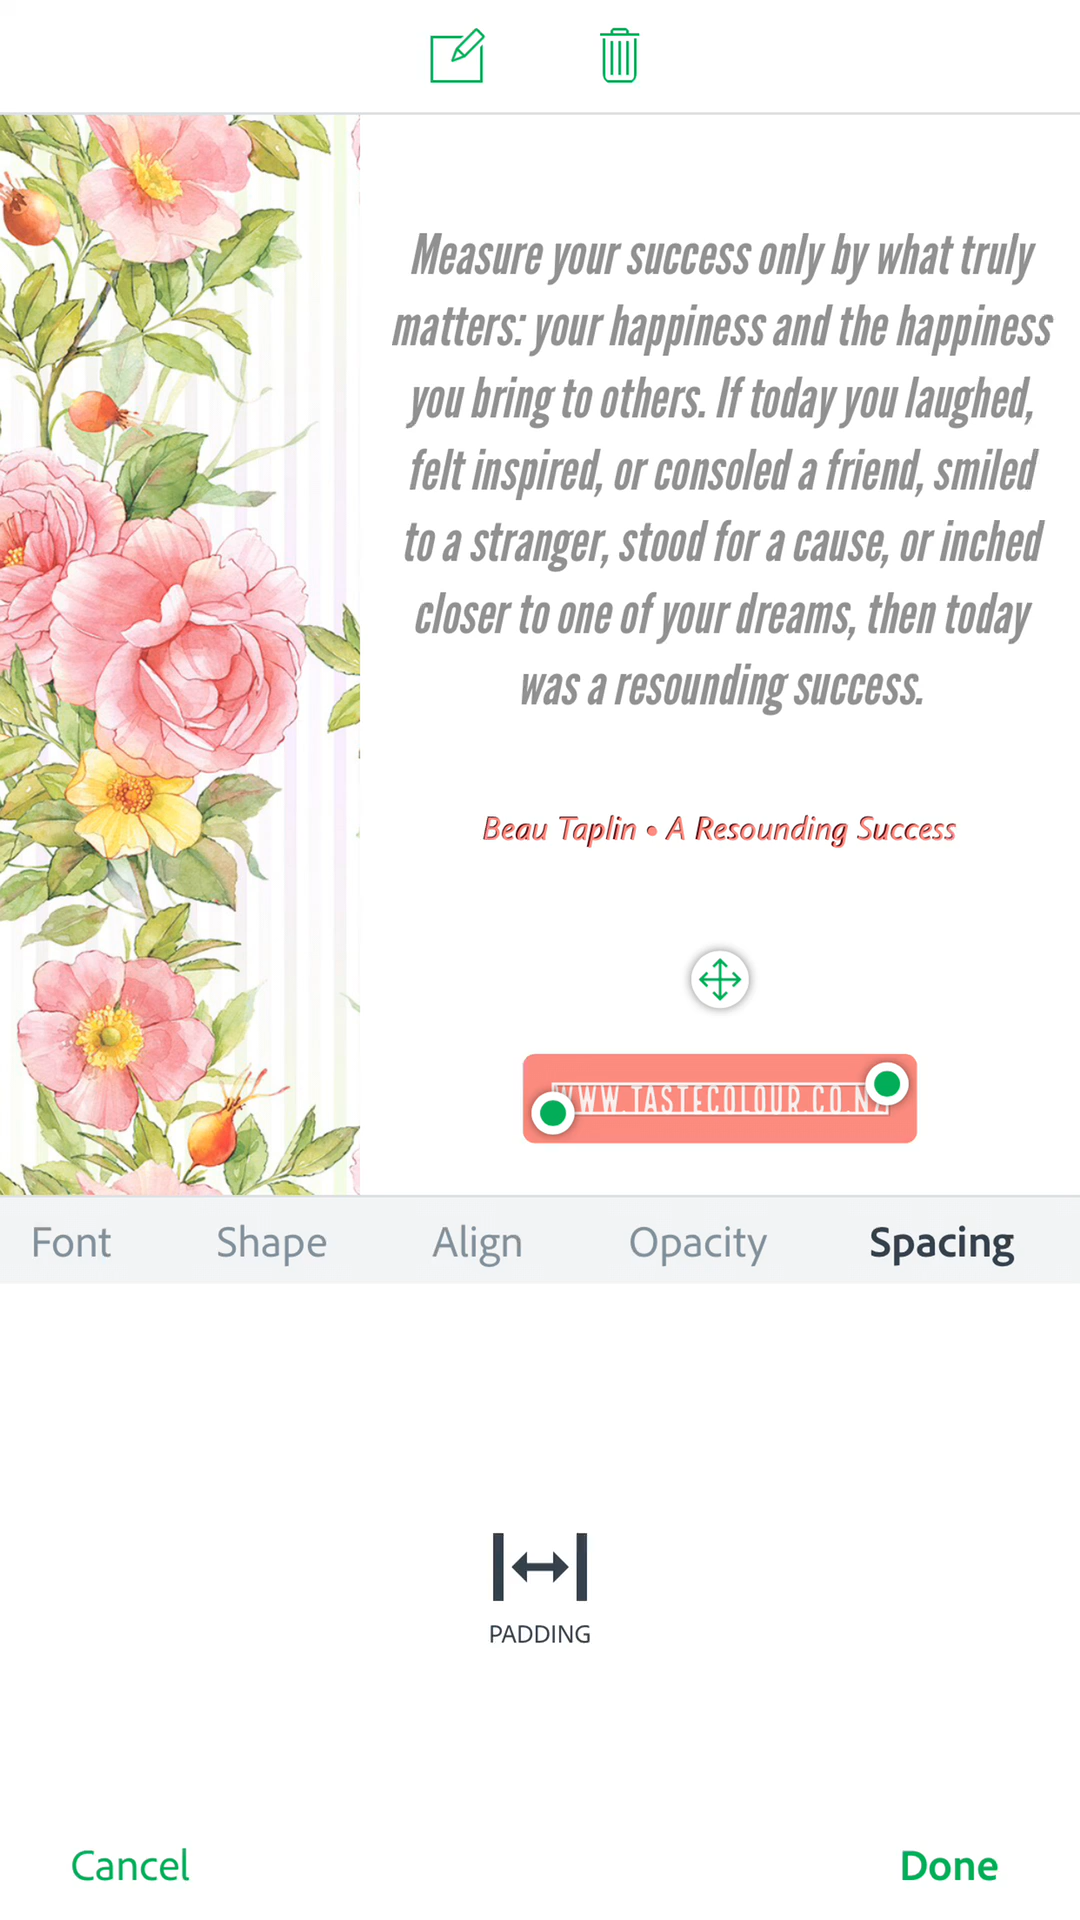 Measure your success only by what truly
matters: your happiness and the happiness
you bring to others. If today you laughed,
felt inspired, or consoled a friend, smiled
to a stranger, stood for a cause, or inched
closer to one of your dreams, then today
was a resounding success.
Beau Taplin • A Resounding Success
WWW.TASTECOLOUR.CO.NZ
Font Shape Align Opacity Spacing
PADDING
Cancel Done